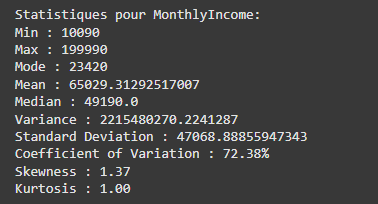 Statistiques pour MonthlyIncome:
Min : 10090
Max : 199990
Mode : 23420
Mean : 65029.31292517007
Median : 49190.0
Variance : 2215480270.2241287
Standard Deviation : 47068.88855947343
Coefficient of Variation : 72.38%
Skewness : 1.37
Kurtosis : 1.00